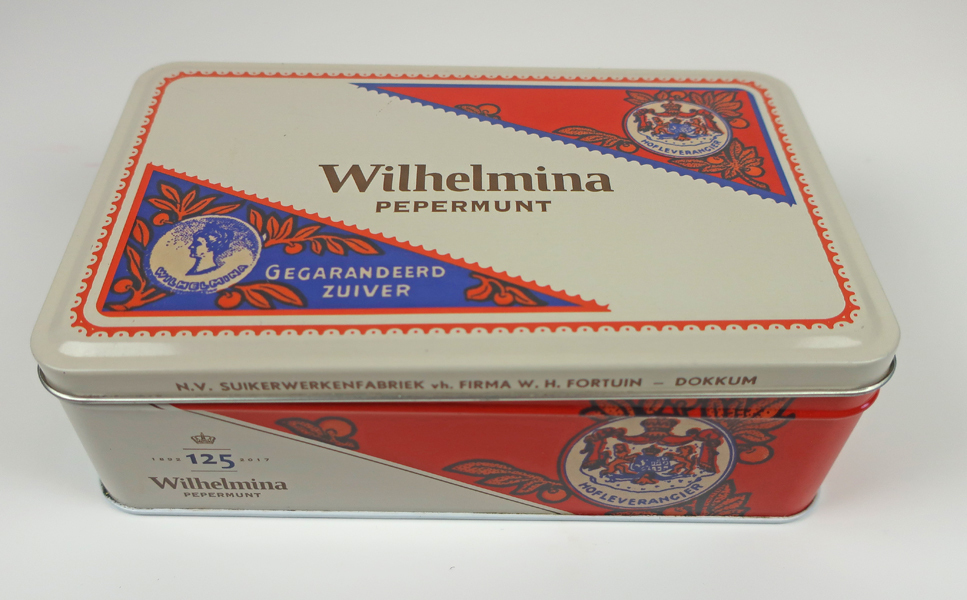 HOFLEVERANCIER
Wilhelmina
PEPERMUNT
WILHELMINA
GEGARANDEERD
ZUIVER
N.V. SUIKERWERKENFABRIEK vh. FIRMA W. H. FORTUIN – DOKKUM
1892 125 2017
Wilhelmina
PEPERMUNT
HOFLEVERANCIER